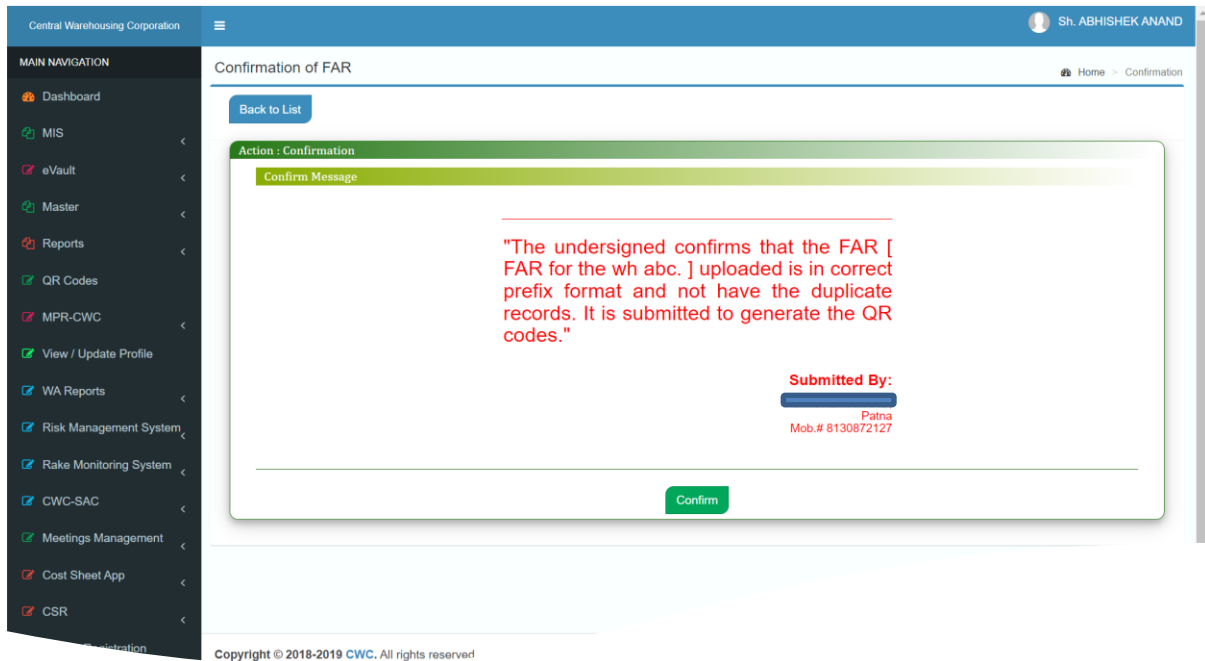 Central Warehousing Corporation
Sh. ABHISHEK ANAND
MAIN NAVIGATION
Confirmation of FAR
Home > Confirmation
Dashboard
Back to List
MIS
Action : Confirmation
eVault
Confirm Message
Master
Reports
QR Codes
MPR-CWC
View / Update Profile
WA Reports
Risk Management System
Rake Monitoring System
CWC-SAC
Meetings Management
Cost Sheet App
CSR
"The undersigned confirms that the FAR [
FAR for the wh abc. ] uploaded is in correct
prefix format and not have the duplicate
records. It is submitted to generate the QR
codes."
Submitted By:
Patna
Mob.# 8130872127
Confirm
Copyright © 2018-2019 CWC. All rights reserved